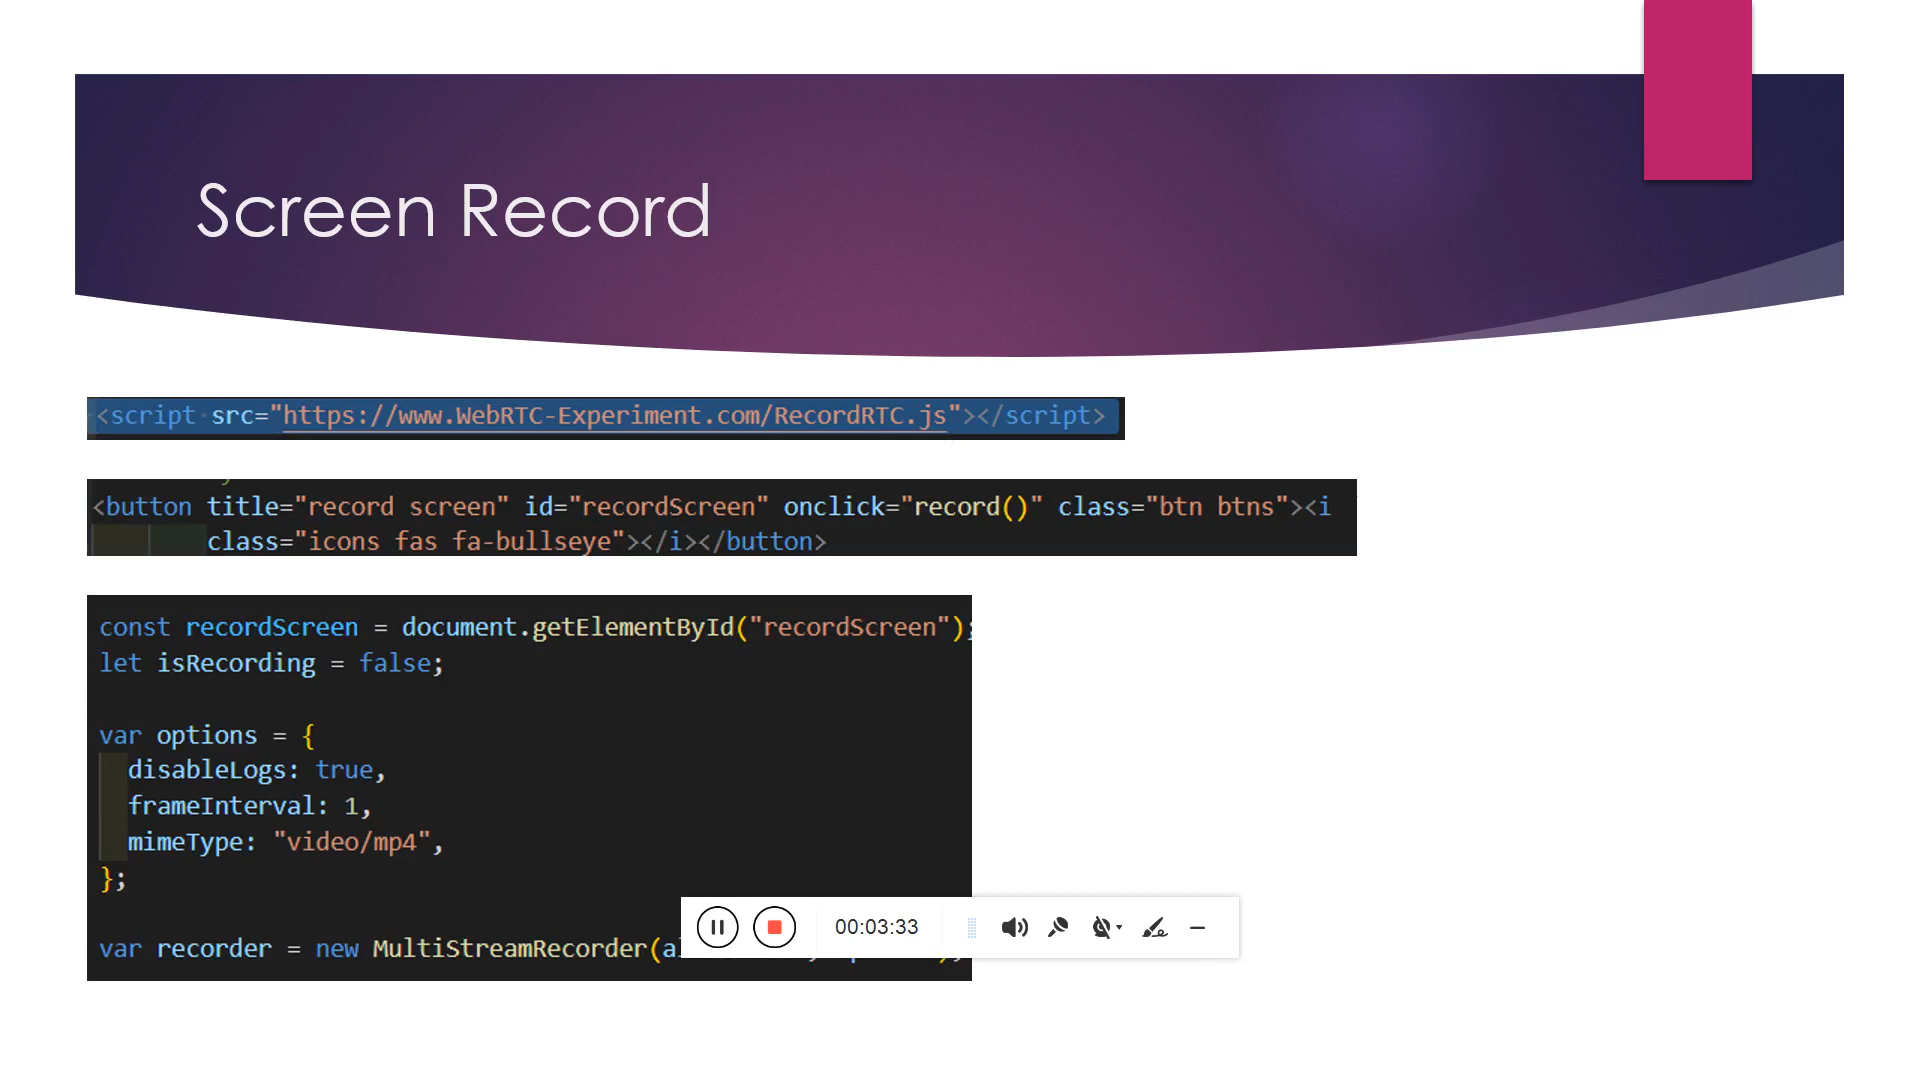 Screen Record
<script src="https://www.WebRTC-Experiment.com/RecordRTC.js"></script>
<button title="record screen" id="recordScreen" onclick="record()" class="btn btns"><i
class="icons fas fa-bullseye"></i></button>
const recordScreen = document.getElementById("recordScreen");
let isRecording = false;
var options = {
disableLogs: true,
frameInterval: 1,
mimeType: "video/mp4",
};
var recorder = new MultiStreamRecorder(
00:03:33